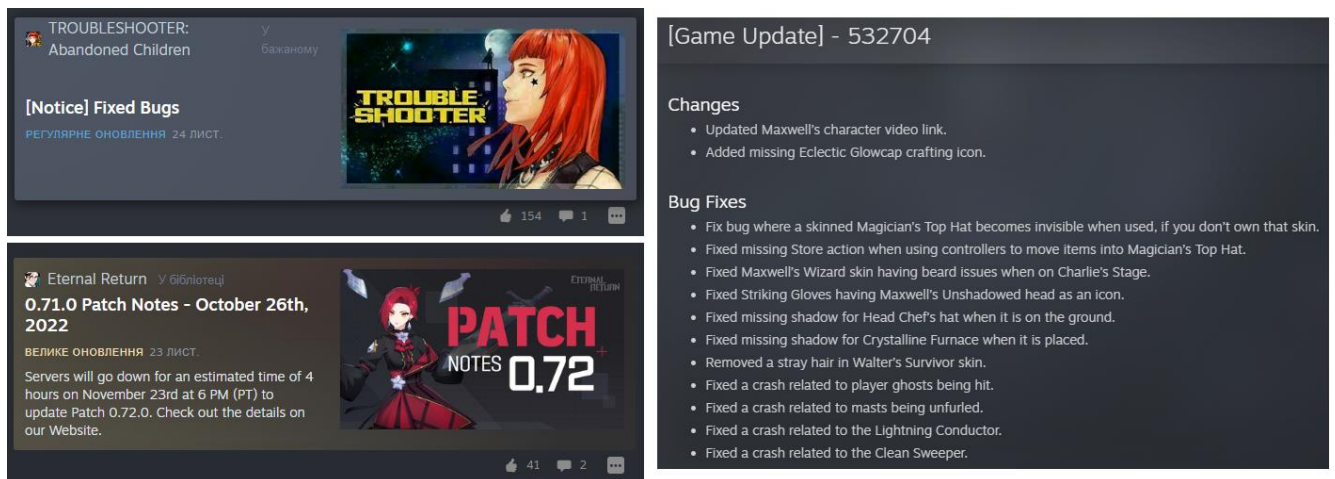 TROUBLESHOOTER:
Abandoned Children
У
бажаному
[Notice] Fixed Bugs
РЕГУЛЯРНЕ ОНОВЛЕННЯ 24 ЛИСТ.
TROUBLE
SHOOTER
154 1
Eternal Return У бібліотеці
0.71.0 Patch Notes - October 26th,
2022
ВЕЛИКЕ ОНОВЛЕННЯ 23 ЛИСТ.
Servers will go down for an estimated time of 4
hours on November 23rd at 6 PM (PT) to
update Patch 0.72.0. Check out the details on
our Website.
ETERNAL
RETURN
PATCH
NOTES 0.72
41 2
[Game Update] - 532704
Changes
• Updated Maxwell's character video link.
• Added missing Eclectic Glowcap crafting icon.
Bug Fixes
• Fix bug where a skinned Magician's Top Hat becomes invisible when used, if you don't own that skin.
• Fixed missing Store action when using controllers to move items into Magician's Top Hat.
• Fixed Maxwell's Wizard skin having beard issues when on Charlie's Stage.
• Fixed Striking Gloves having Maxwell's Unshadowed head as an icon.
• Fixed missing shadow for Head Chef's hat when it is on the ground.
• Fixed missing shadow for Crystalline Furnace when it is placed.
• Removed a stray hair in Walter's Survivor skin.
• Fixed a crash related to player ghosts being hit.
• Fixed a crash related to masts being unfurled.
• Fixed a crash related to the Lightning Conductor.
• Fixed a crash related to the Clean Sweeper.